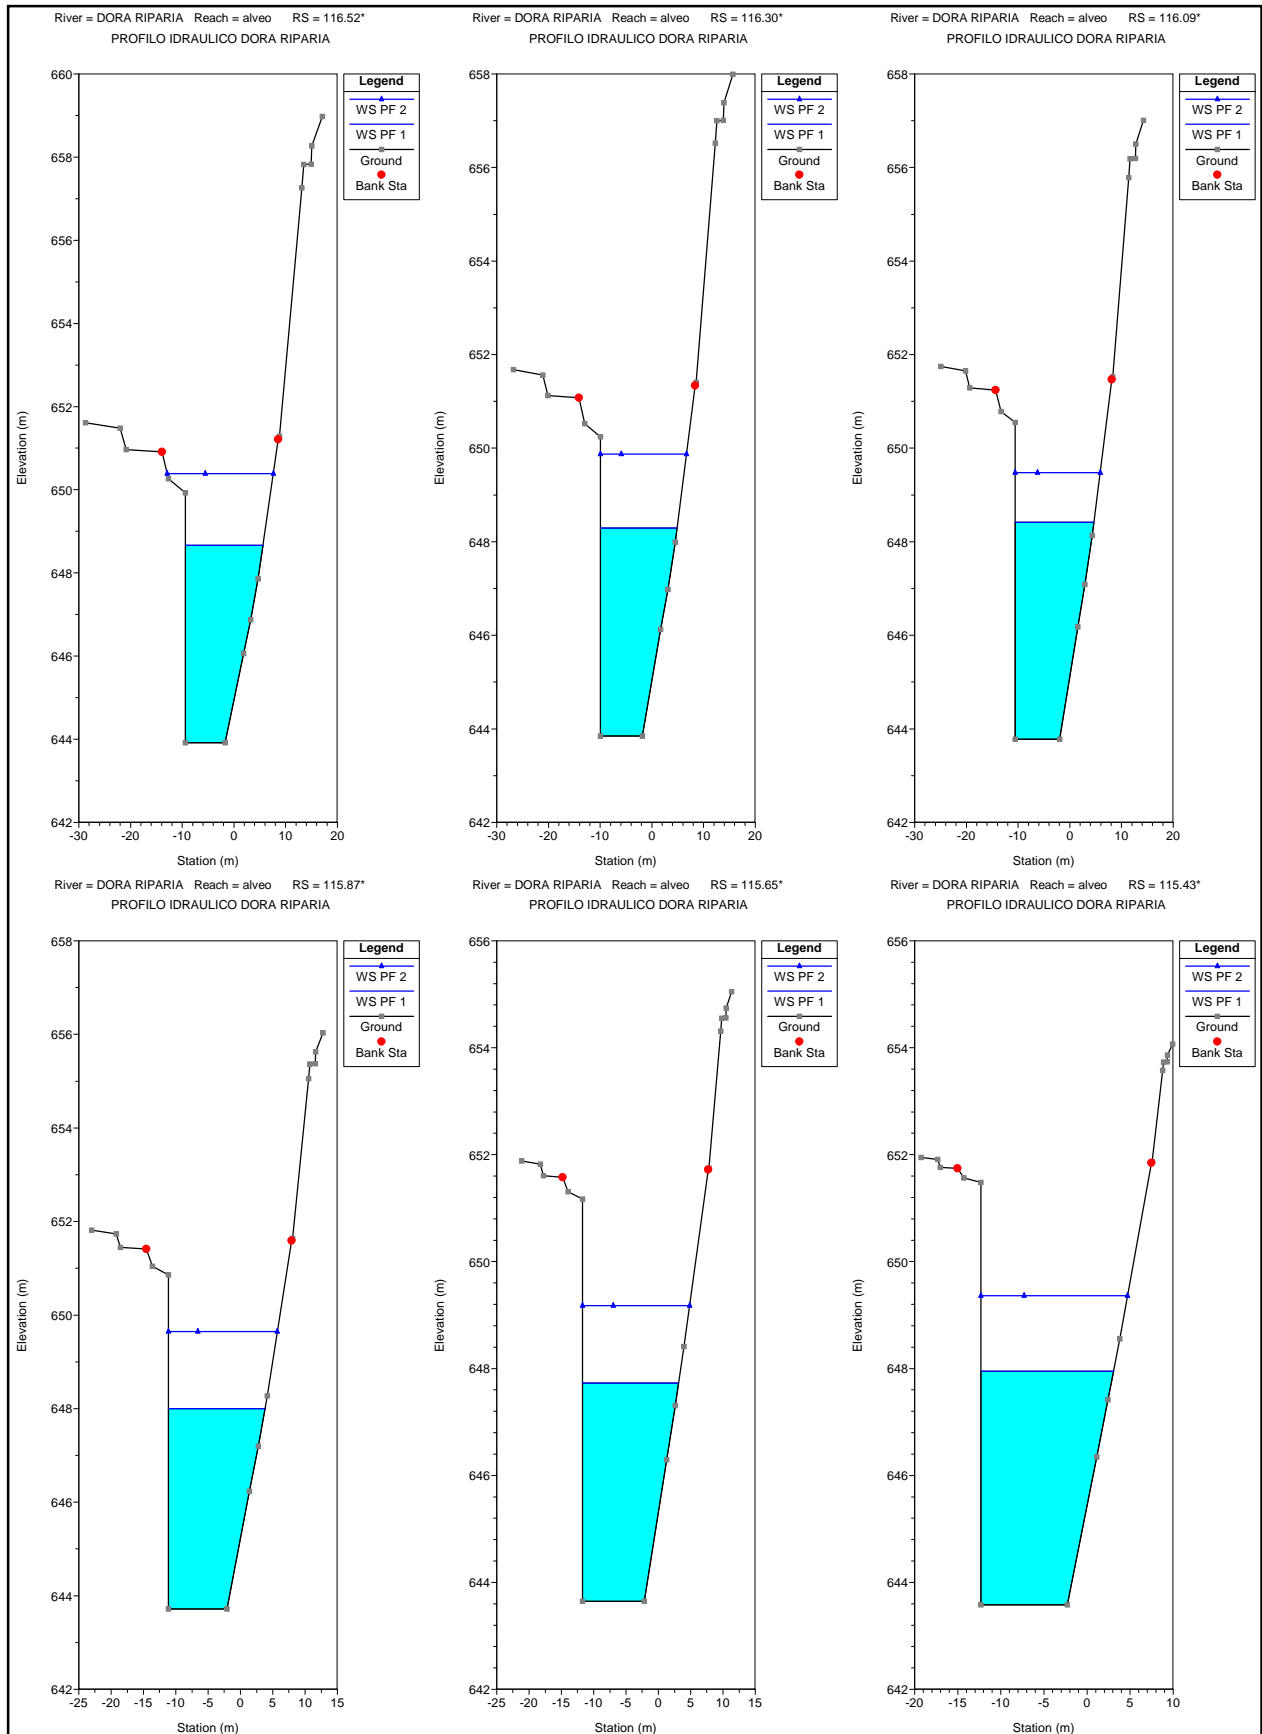 River = DORA RIPARIA   Reach = alveo   RS = 116.52*
PROFILO IDRAULICO DORA RIPARIA
660
658
656
654
652
650
648
646
644
642
Elevation (m)
-30 -20 -10 0 10 20
Station (m)
Legend
WS PF 2
WS PF 1
Ground
Bank Sta
River = DORA RIPARIA   Reach = alveo   RS = 116.30*
PROFILO IDRAULICO DORA RIPARIA
658
656
654
652
650
648
646
644
642
Elevation (m)
-30 -20 -10 0 10 20
Station (m)
Legend
WS PF 2
WS PF 1
Ground
Bank Sta
River = DORA RIPARIA   Reach = alveo   RS = 116.09*
PROFILO IDRAULICO DORA RIPARIA
658
656
654
652
650
648
646
644
642
Elevation (m)
-30 -20 -10 0 10 20
Station (m)
Legend
WS PF 2
WS PF 1
Ground
Bank Sta
River = DORA RIPARIA   Reach = alveo   RS = 115.87*
PROFILO IDRAULICO DORA RIPARIA
658
656
654
652
650
648
646
644
642
Elevation (m)
-25 -20 -15 -10 -5 0 5 10 15
Station (m)
Legend
WS PF 2
WS PF 1
Ground
Bank Sta
River = DORA RIPARIA   Reach = alveo   RS = 115.65*
PROFILO IDRAULICO DORA RIPARIA
656
654
652
650
648
646
644
642
Elevation (m)
-25 -20 -15 -10 -5 0 5 10 15
Station (m)
Legend
WS PF 2
WS PF 1
Ground
Bank Sta
River = DORA RIPARIA   Reach = alveo   RS = 115.43*
PROFILO IDRAULICO DORA RIPARIA
656
654
652
650
648
646
644
642
Elevation (m)
-20 -15 -10 -5 0 5 10
Station (m)
Legend
WS PF 2
WS PF 1
Ground
Bank Sta